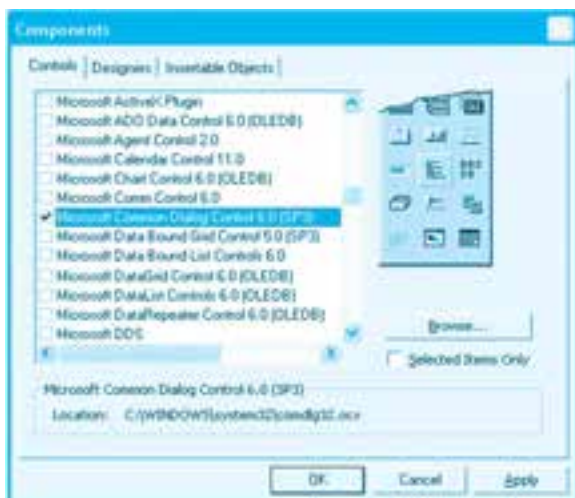 Components
Controls | Designers | Insertable Objects
Microsoft ActiveX Plugin
Microsoft ADO Data Control 6.0 (OLEDB)
Microsoft Agent Control 2.0
Microsoft Calendar Control 11.0
Microsoft Chart Control 6.0 (OLEDB)
Microsoft Comm Control 6.0
Microsoft Common Dialog Control 6.0 (SP3)
Microsoft Data Bound Grid Control 5.0 (SP3)
Microsoft Data Bound List Controls 6.0
Microsoft DataGrid Control 6.0 (OLEDB)
Microsoft DataList Controls 6.0 (OLEDB)
Microsoft DataRepeater Control 6.0 (OLEDB)
Microsoft DDS
Browse...
Selected Items Only
Microsoft Common Dialog Control 6.0 (SP3)
Location: C:\WINDOWS\system32\comdlg32.ocx
OK
Cancel
Apply